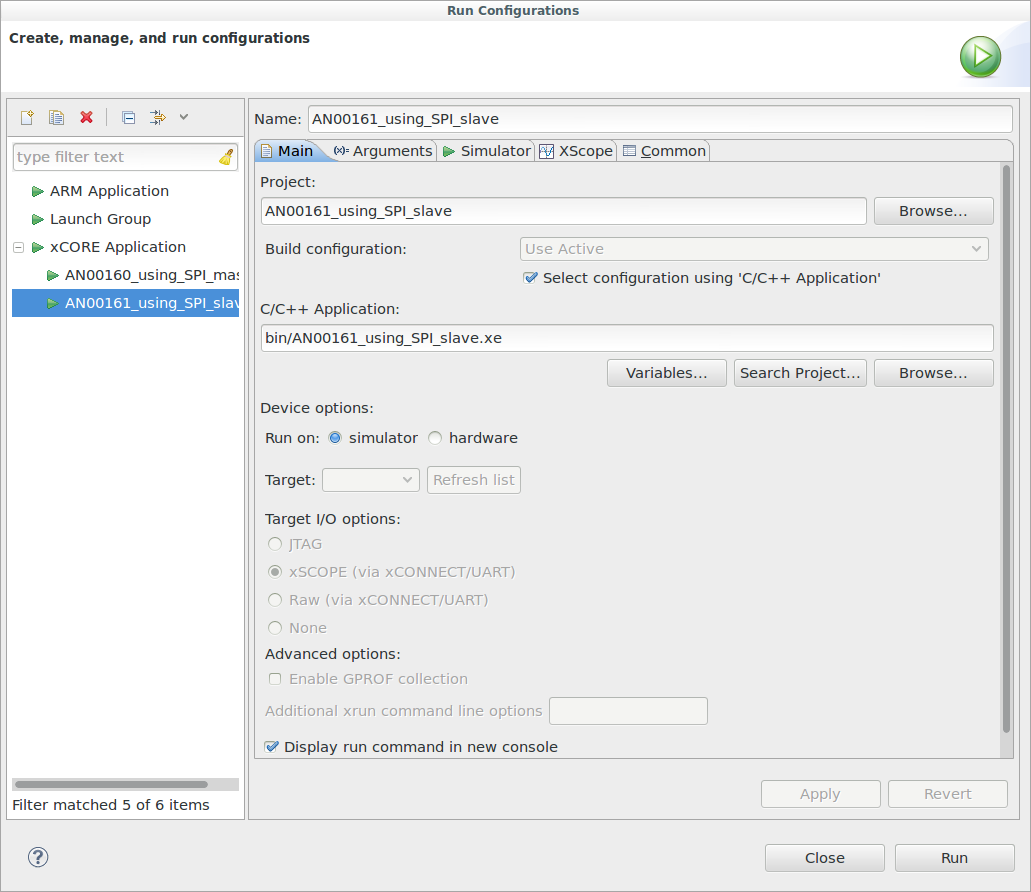 Run Configurations
Create, manage, and run configurations
type filter text
ARM Application
Launch Group
xCORE Application
AN00160_using_SPI_mas
AN00161_using_SPI_slav
Filter matched 5 of 6 items
Name: AN00161_using_SPI_slave
Main (x)= Arguments Simulator XScope Common
Project:
AN00161_using_SPI_slave Browse...
Build configuration: Use Active
Select configuration using 'C/C++ Application'
C/C++ Application:
bin/AN00161_using_SPI_slave.xe
Variables... Search Project... Browse...
Device options:
Run on: simulator hardware
Target: Refresh list
Target I/O options:
JTAG
xSCOPE (via xCONNECT/UART)
Raw (via xCONNECT/UART)
None
Advanced options:
Enable GPROF collection
Additional xrun command line options
Display run command in new console
Apply Revert
? Close Run